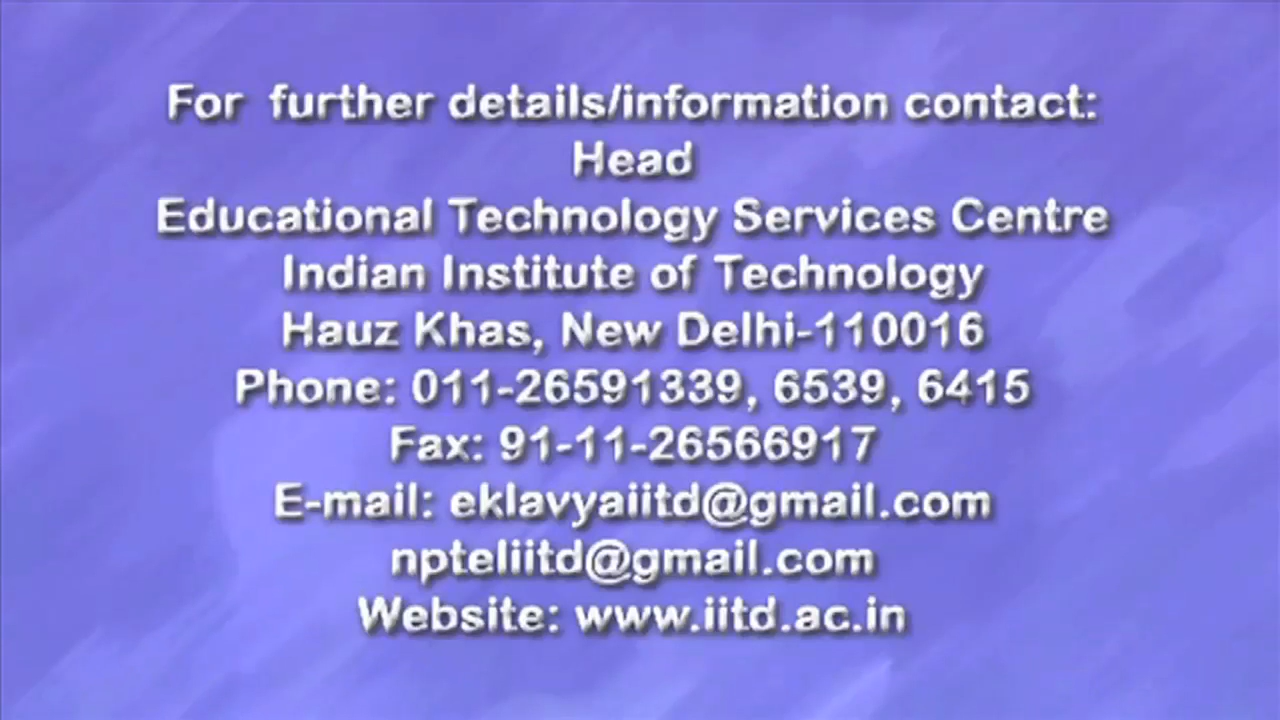 For further details/information contact:
Head
Educational Technology Services Centre
Indian Institute of Technology
Hauz Khas, New Delhi-110016
Phone: 011-26591339, 6539, 6415
Fax: 91-11-26566917
E-mail: eklavyaiitd@gmail.com
npteliitd@gmail.com
Website: www.iitd.ac.in